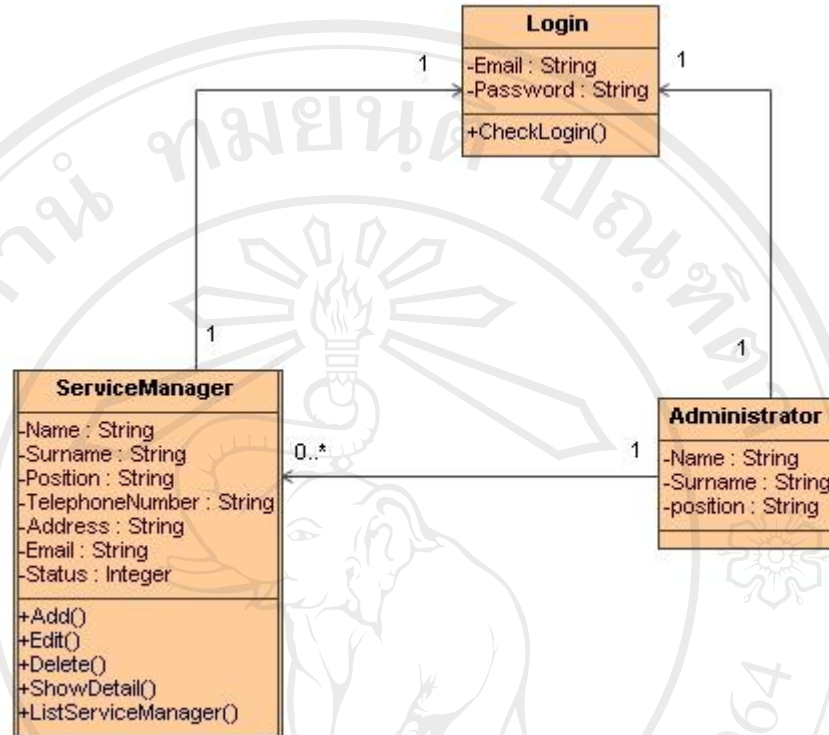 Login
-Email : String
-Password : String
+CheckLogin()
1
1
1
1
ServiceManager
-Name : String
-Surname : String
-Position : String
-TelephoneNumber : String
-Address : String
-Email : String
-Status : Integer
+Add()
+Edit()
+Delete()
+ShowDetail()
+ListServiceManager()
0..*
1
Administrator
-Name : String
-Surname : String
-position : String
964